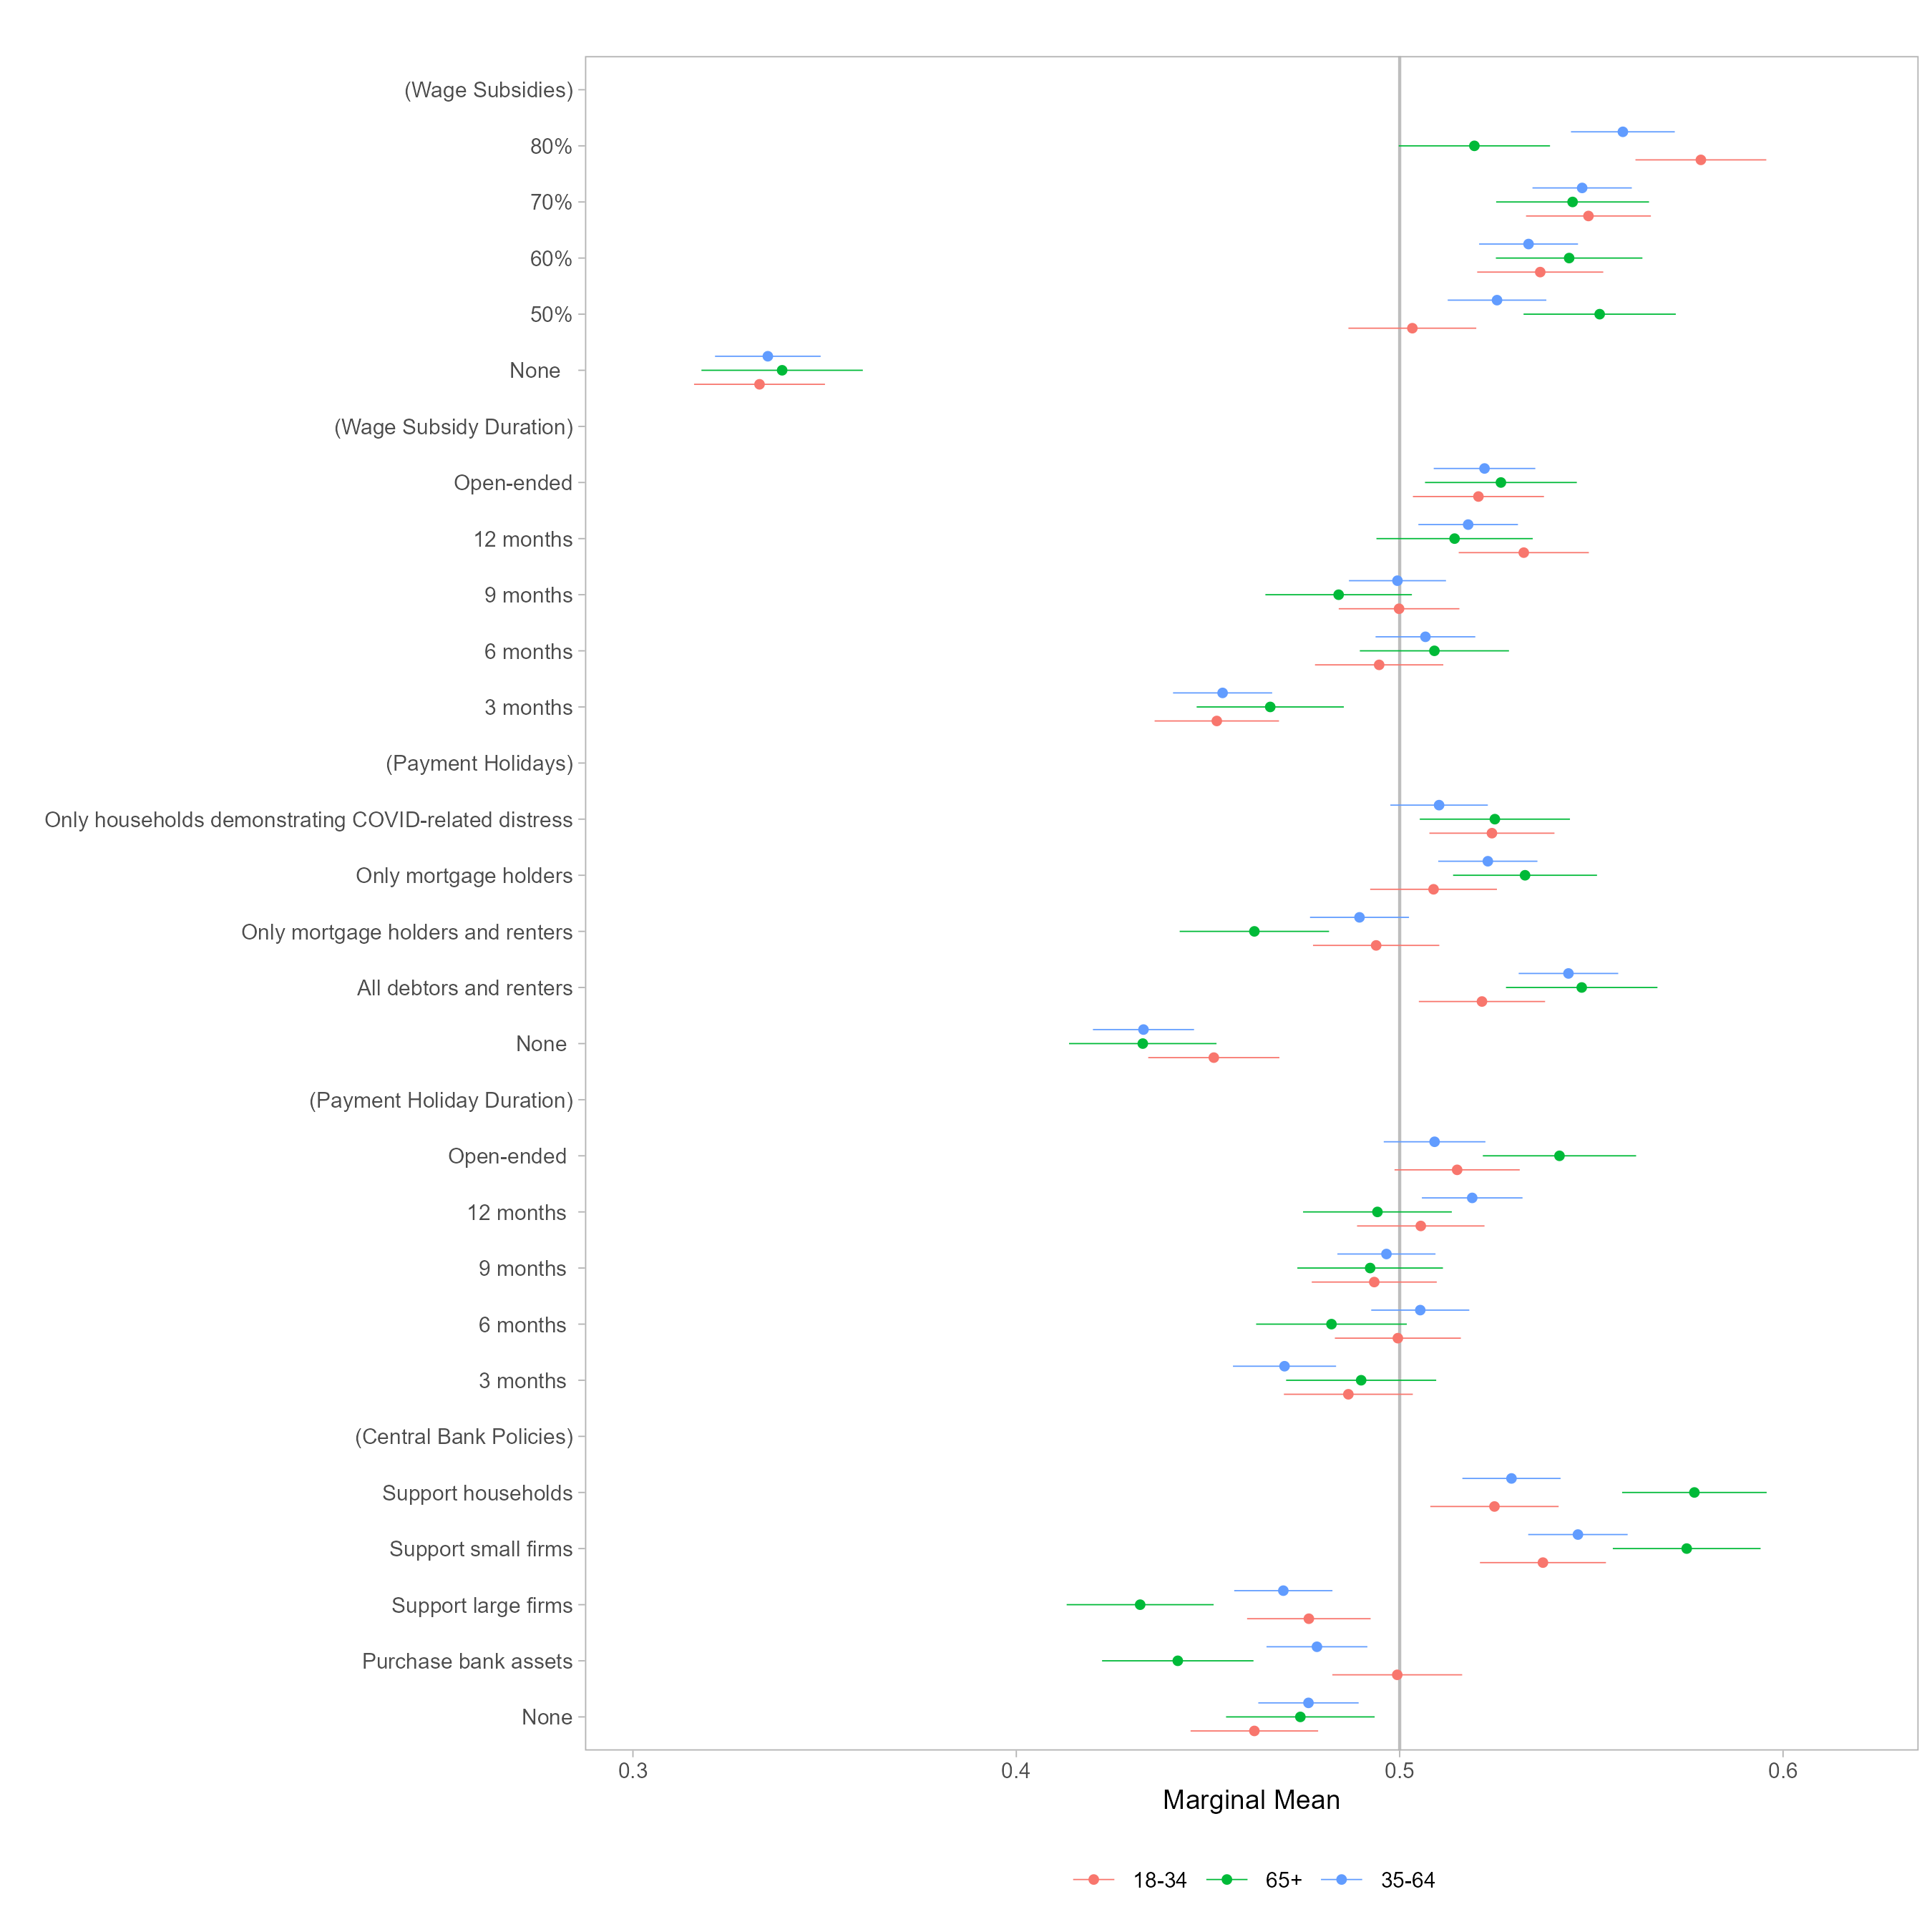 (Wage Subsidies)
80%
70%
60%
50%
None
(Wage Subsidy Duration)
Open-ended
12 months
9 months
6 months
3 months
(Payment Holidays)
Only households demonstrating COVID-related distress
Only mortgage holders
Only mortgage holders and renters
All debtors and renters
None
(Payment Holiday Duration)
Open-ended
12 months
9 months
6 months
3 months
(Central Bank Policies)
Support households
Support small firms
Support large firms
Purchase bank assets
None
0.3 0.4 0.5 0.6
Marginal Mean
18-34 65+ 35-64